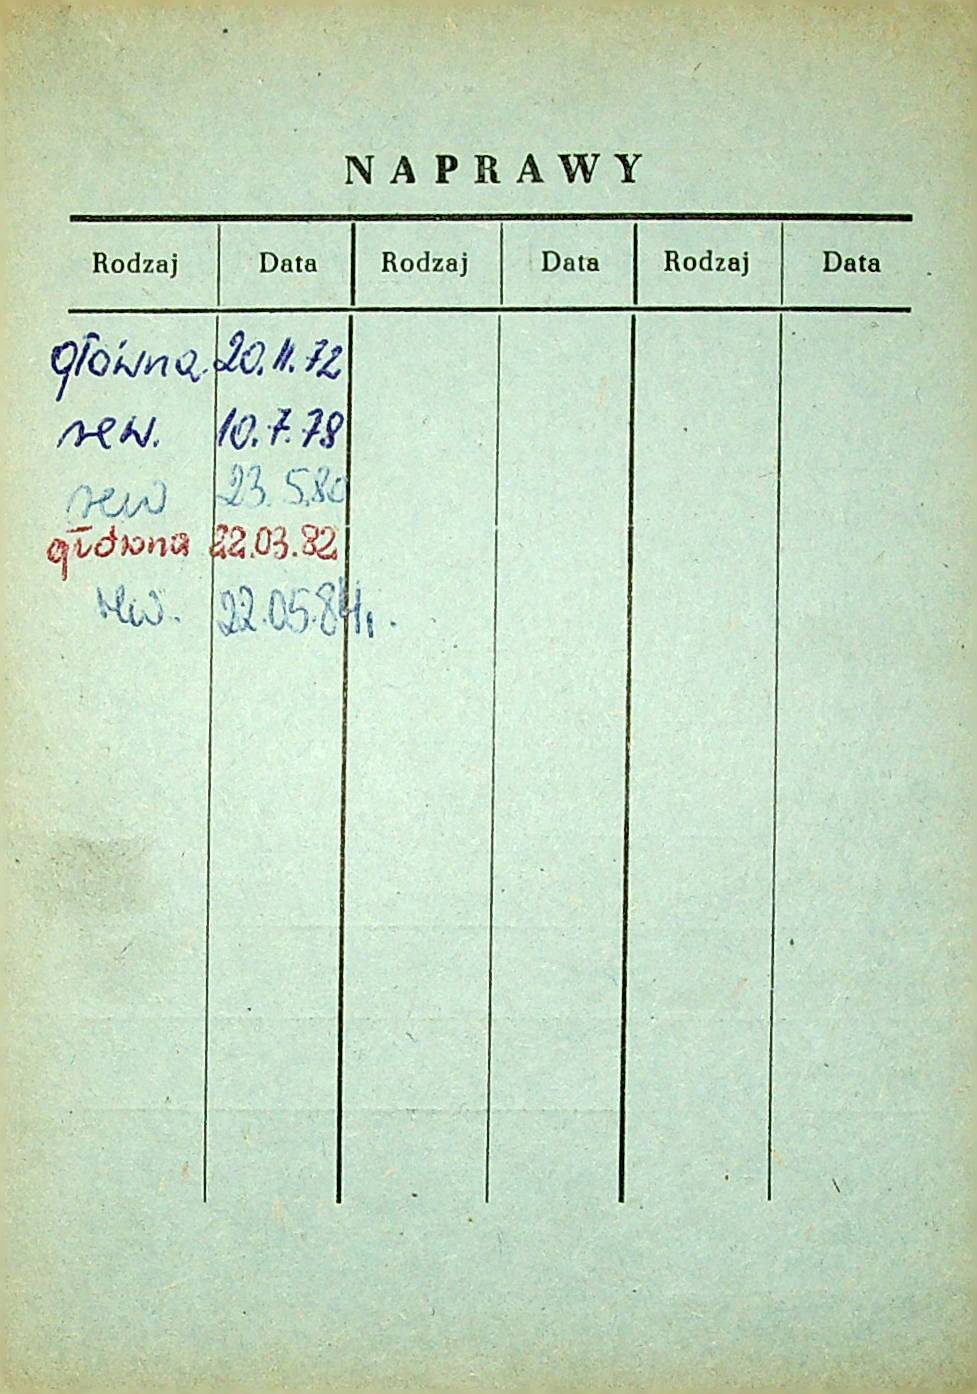 NAPRAWY
Rodzaj Data Rodzaj Data Rodzaj Data
główna 20.11.72
rew. 10.7.78
rew 23.5.80
główna 22.03.82
rew. 22.05.84r.